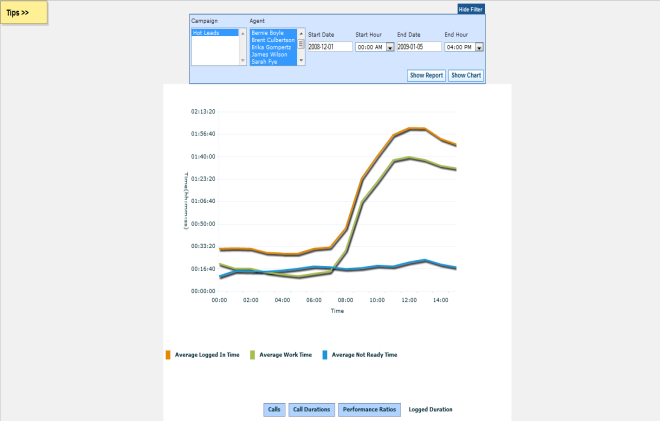 Tips >>
Hide Filter
Campaign
Agent
Hot Leads
Bernie Boyle
Brent Culbertson
Erika Gompertz
James Wilson
Sarah Fye
Start Date
Start Hour
End Date
End Hour
2008-12-01
00:00 AM
2009-01-05
04:00 PM
Show Report
Show Chart
02:13:20
01:56:40
01:40:00
01:23:20
01:06:40
00:50:00
00:33:20
00:16:40
00:00:00
Time(hh:mm:ss)
00:00
02:00
04:00
06:00
08:00
10:00
12:00
14:00
Time
Average Logged In Time
Average Work Time
Average Not Ready Time
Calls
Call Durations
Performance Ratios
Logged Duration